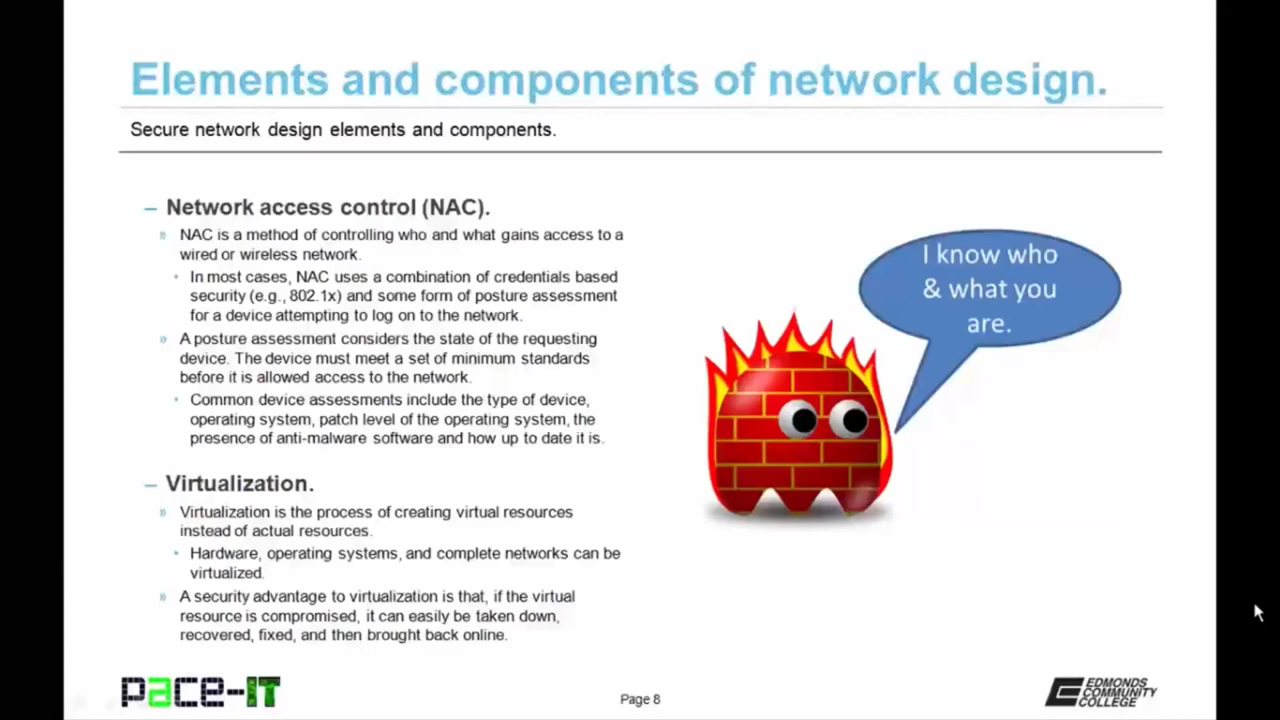 Elements and components of network design.
Secure network design elements and components.
– Network access control (NAC).
» NAC is a method of controlling who and what gains access to a
wired or wireless network.
• In most cases, NAC uses a combination of credentials based
security (e.g., 802.1x) and some form of posture assessment
for a device attempting to log on to the network.
» A posture assessment considers the state of the requesting
device. The device must meet a set of minimum standards
before it is allowed access to the network.
• Common device assessments include the type of device,
operating system, patch level of the operating system, the
presence of anti-malware software and how up to date it is.
– Virtualization.
» Virtualization is the process of creating virtual resources
instead of actual resources.
• Hardware, operating systems, and complete networks can be
virtualized.
» A security advantage to virtualization is that, if the virtual
resource is compromised, it can easily be taken down,
recovered, fixed, and then brought back online.
I know who
& what you
are.
pace-IT
Page 8
EDMONDS
COMMUNITY
COLLEGE